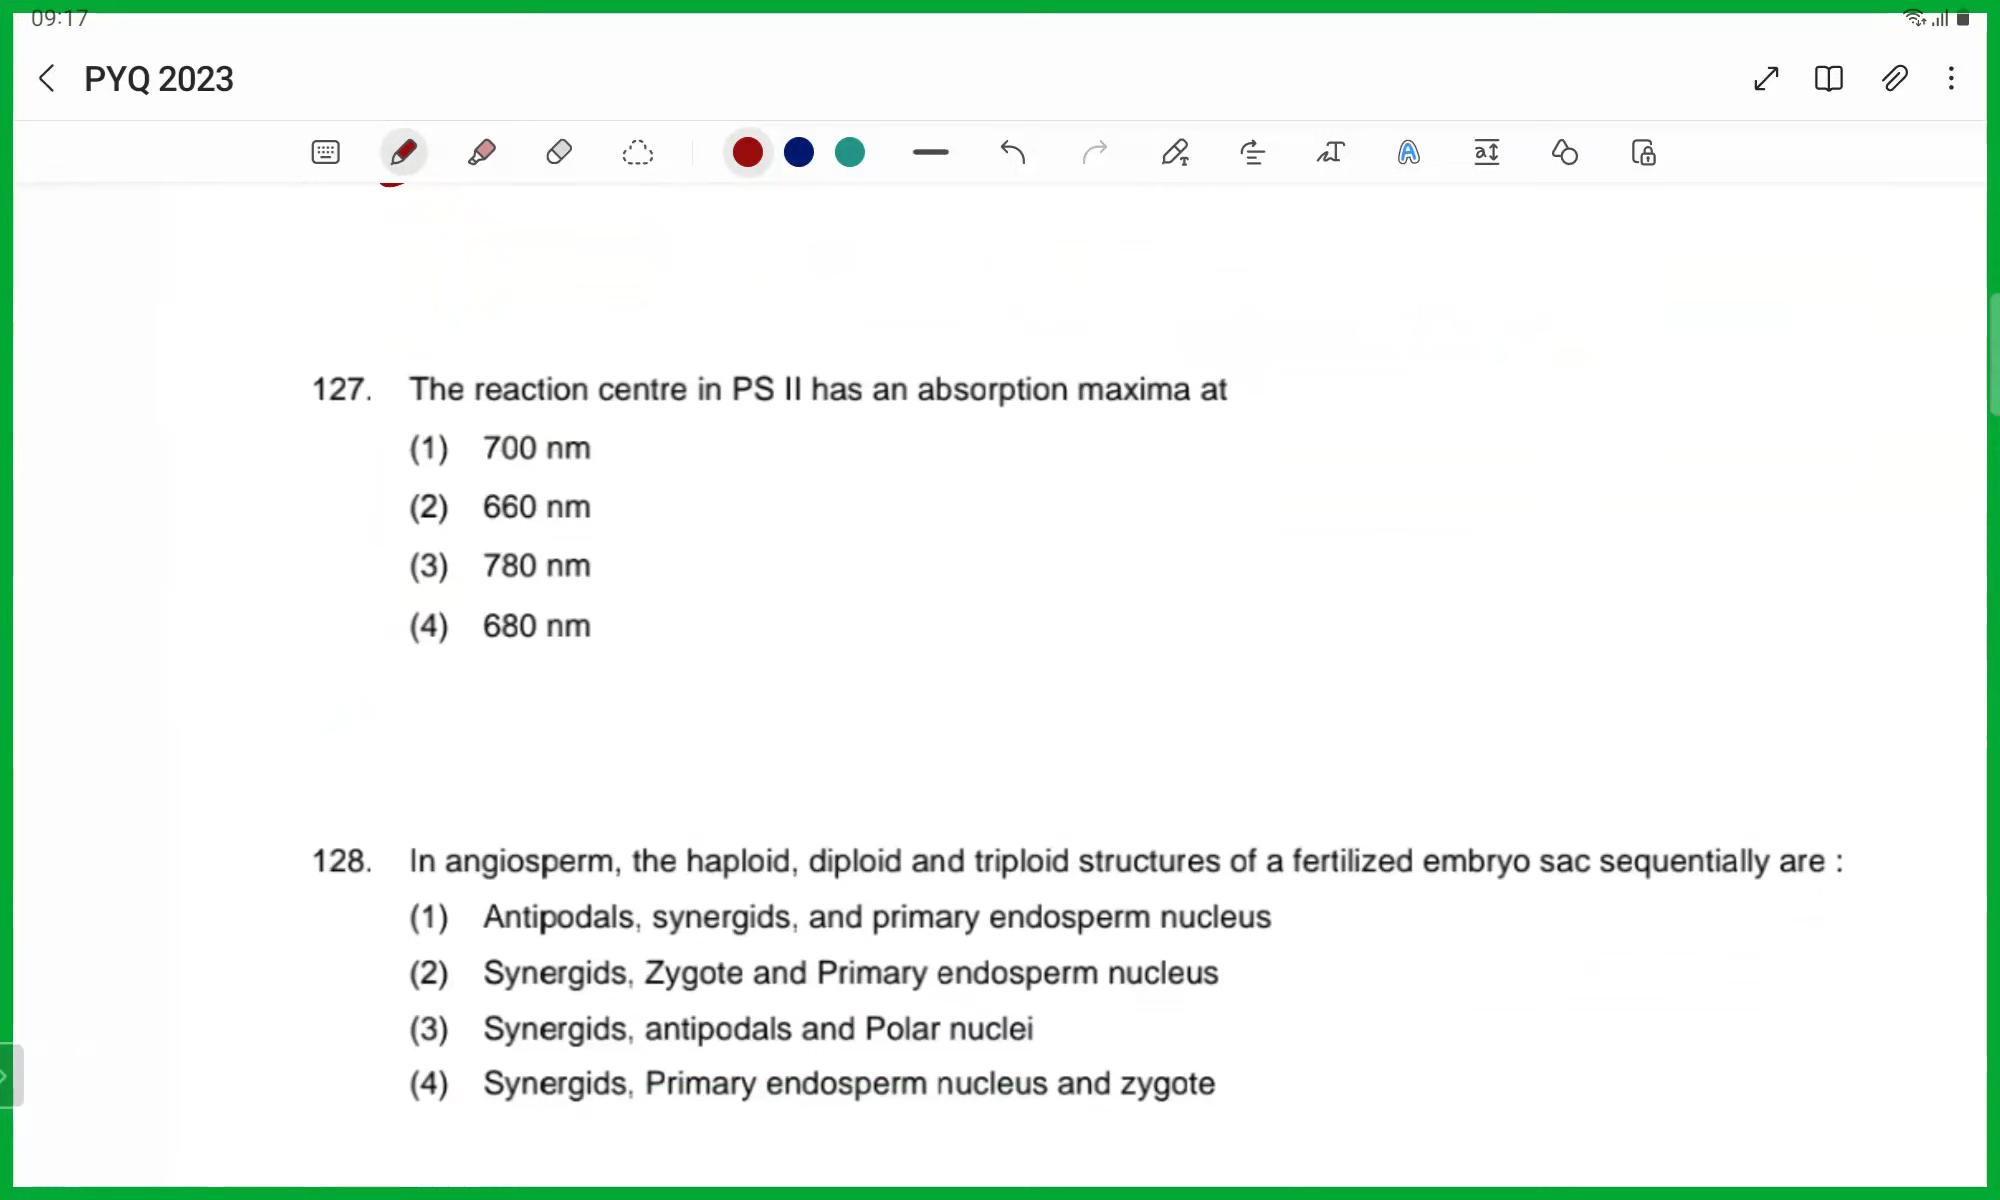 09:17
PYQ 2023
127. The reaction centre in PS II has an absorption maxima at
(1) 700 nm
(2) 660 nm
(3) 780 nm
(4) 680 nm
128. In angiosperm, the haploid, diploid and triploid structures of a fertilized embryo sac sequentially are :
(1) Antipodals, synergids, and primary endosperm nucleus
(2) Synergids, Zygote and Primary endosperm nucleus
(3) Synergids, antipodals and Polar nuclei
(4) Synergids, Primary endosperm nucleus and zygote